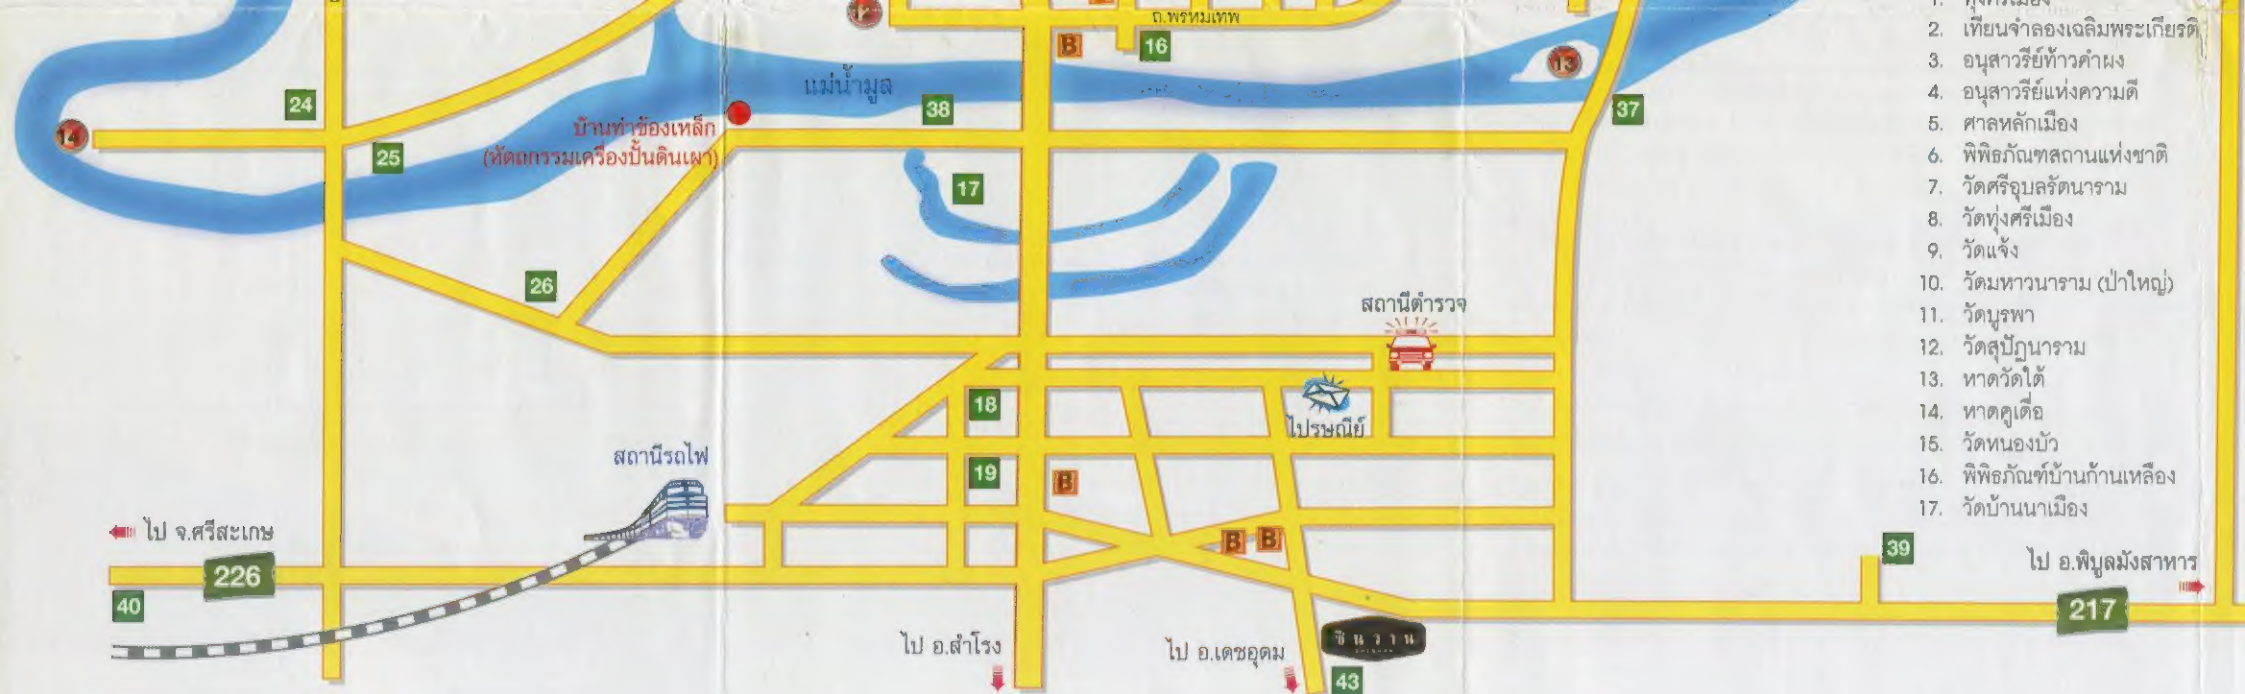 ถ.พรหมเทพ
B
16
13
24
แม่น้ำมูล
38
37
14
25
บ้านท่าข้องเหล็ก
(หัตถกรรมเครื่องปั้นดินเผา)
17
26
สถานีตำรวจ
18
ไปรษณีย์
19
B
สถานีรถไฟ
ไป จ.ศรีสะเกษ
226
40
B
B
39
ไป อ.พิบูลมังสาหาร
217
ไป อ.สำโรง
ไป อ.เดชอุดม
ชินวาน
43
2. เทียนจำลองเฉลิมพระเกียรติ
3. อนุสาวรีย์ท้าวคำผง
4. อนุสาวรีย์แห่งความดี
5. ศาลหลักเมือง
6. พิพิธภัณฑสถานแห่งชาติ
7. วัดศรีอุบลรัตนาราม
8. วัดทุ่งศรีเมือง
9. วัดแจ้ง
10. วัดมหาวนาราม (ป่าใหญ่)
11. วัดบูรพา
12. วัดสุปัฏนาราม
13. หาดวัดใต้
14. หาดคูเดื่อ
15. วัดหนองบัว
16. พิพิธภัณฑ์บ้านก้านเหลือง
17. วัดบ้านนาเมือง